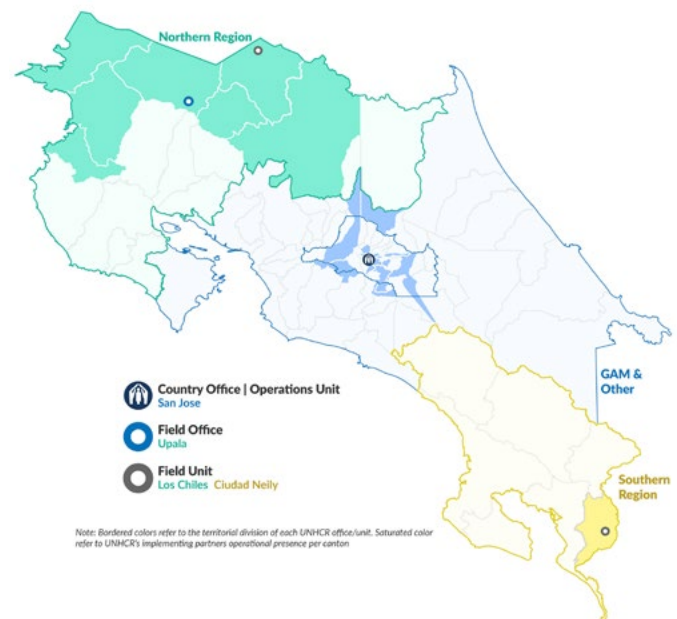 Northern Region
GAM &
Other
Country Office | Operations Unit
San Jose
Field Office
Upala
Field Unit
Los Chiles Ciudad Neily
Southern
Region
Note: Bordered colors refer to the territorial division of each UNHCR office/unit. Saturated color
refer to UNHCR's implementing partners operational presence per canton